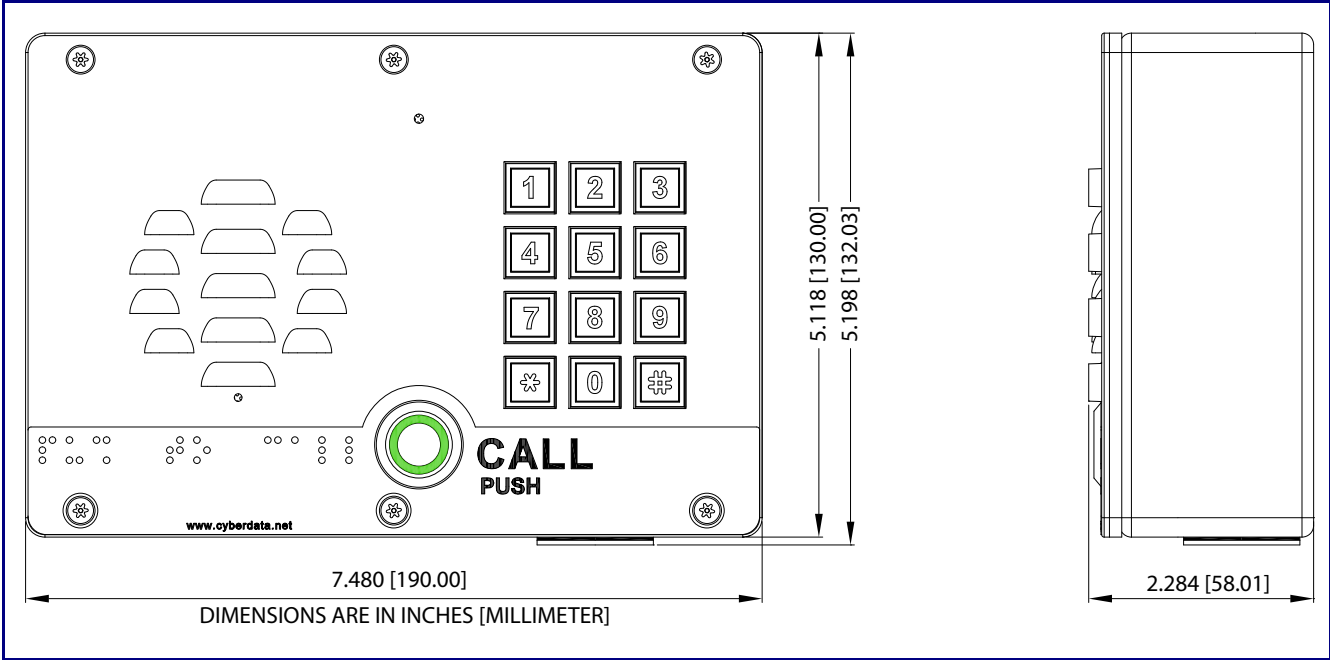 1 2 3
4 5 6
7 8 9
* 0 #
CALL
PUSH
www.cyberdata.net
5.118 [130.00]
5.198 [132.03]
7.480 [190.00]
2.284 [58.01]
DIMENSIONS ARE IN INCHES [MILLIMETER]